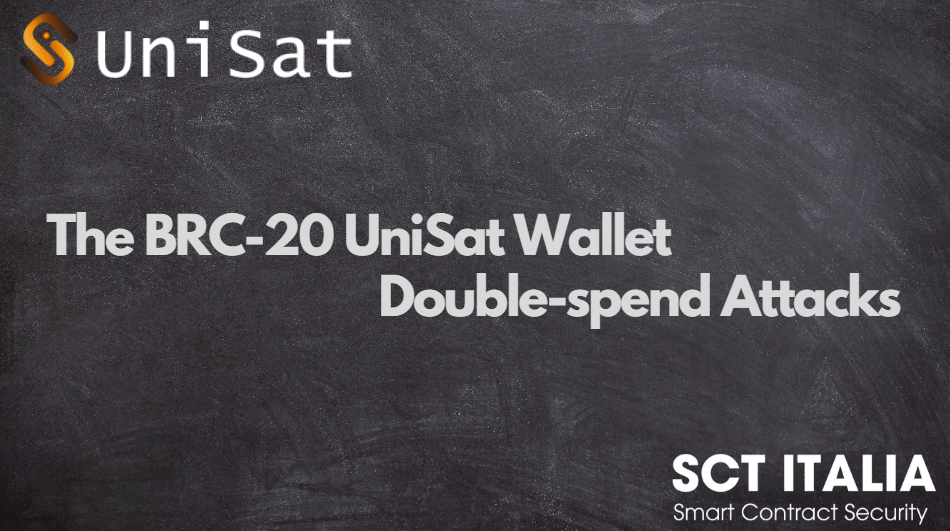 UniSat
The BRC-20 UniSat Wallet
Double-spend Attacks
SCT ITALIA
Smart Contract Security